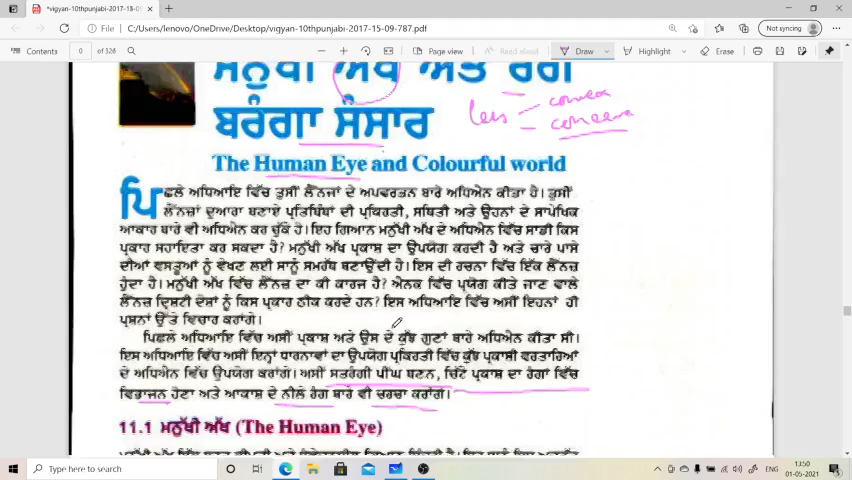 *vigyan-10thpunjabi-2017-15-09-
File | C:/Users/lenovo/OneDrive/Desktop/vigyan-10thpunjabi-2017-15-09-787.pdf
Not syncing
Contents 0 of 326 Page view Read aloud Draw Highlight Erase
ਮਨੁੱਖੀ ਅੱਖ ਅਤੇ ਰੰਗ
ਬਰੰਗਾ ਸੰਸਾਰ
lens convex
concave
The Human Eye and Colourful world
ਪਿਛਲੇ ਅਧਿਆਇ ਵਿੱਚ ਤੁਸੀਂ ਲੈੱਨਜ਼ਾਂ ਦੇ ਅਪਵਰਤਨ ਬਾਰੇ ਅਧਿਐਨ ਕੀਤਾ ਹੈ। ਤੁਸੀਂ
ਲੈੱਨਜ਼ਾਂ ਦੁਆਰਾ ਬਣਾਏ ਪ੍ਰਤਿਬਿੰਬਾਂ ਦੀ ਪ੍ਰਕਿਰਤੀ, ਸਥਿਤੀ ਅਤੇ ਉਹਨਾਂ ਦੇ ਸਾਪੇਖਿਕ
ਆਕਾਰ ਬਾਰੇ ਵੀ ਅਧਿਐਨ ਕਰ ਚੁੱਕੇ ਹੋ। ਇਹ ਗਿਆਨ ਮਨੁੱਖੀ ਅੱਖ ਦੇ ਅਧਿਐਨ ਵਿੱਚ ਸਾਡੀ ਕਿਸ
ਪ੍ਰਕਾਰ ਸਹਾਇਤਾ ਕਰ ਸਕਦਾ ਹੈ? ਮਨੁੱਖੀ ਅੱਖ ਪ੍ਰਕਾਸ਼ ਦਾ ਉਪਯੋਗ ਕਰਦੀ ਹੈ ਅਤੇ ਚਾਰੇ ਪਾਸੇ
ਦੀਆਂ ਵਸਤੂਆਂ ਨੂੰ ਵੇਖਣ ਲਈ ਸਾਨੂੰ ਸਮਰੱਥ ਬਣਾਉਂਦੀ ਹੈ। ਇਸ ਦੀ ਰਚਨਾ ਵਿੱਚ ਇੱਕ ਲੈੱਨਜ਼
ਹੁੰਦਾ ਹੈ। ਮਨੁੱਖੀ ਅੱਖ ਵਿੱਚ ਲੈੱਨਜ਼ ਦਾ ਕੀ ਕਾਰਜ ਹੈ? ਐਨਕ ਵਿੱਚ ਪ੍ਰਯੋਗ ਕੀਤੇ ਜਾਣ ਵਾਲੇ
ਲੈੱਨਜ਼ ਦ੍ਰਿਸ਼ਟੀ ਦੋਸ਼ਾਂ ਨੂੰ ਕਿਸ ਪ੍ਰਕਾਰ ਠੀਕ ਕਰਦੇ ਹਨ? ਇਸ ਅਧਿਆਇ ਵਿੱਚ ਅਸੀਂ ਇਹਨਾਂ ਹੀ
ਪ੍ਰਸ਼ਨਾਂ ਉੱਤੇ ਵਿਚਾਰ ਕਰਾਂਗੇ।
ਪਿਛਲੇ ਅਧਿਆਇ ਵਿੱਚ ਅਸੀਂ ਪ੍ਰਕਾਸ਼ ਅਤੇ ਉਸ ਦੇ ਕੁੱਝ ਗੁਣਾਂ ਬਾਰੇ ਅਧਿਐਨ ਕੀਤਾ ਸੀ।
ਇਸ ਅਧਿਆਇ ਵਿੱਚ ਅਸੀਂ ਇਨ੍ਹਾਂ ਧਾਰਨਾਵਾਂ ਦਾ ਉਪਯੋਗ ਪ੍ਰਕਿਰਤੀ ਵਿੱਚ ਕੁੱਝ ਪ੍ਰਕਾਸ਼ੀ ਵਰਤਾਰਿਆਂ
ਦੇ ਅਧਿਐਨ ਵਿੱਚ ਉਪਯੋਗ ਕਰਾਂਗੇ। ਅਸੀਂ ਸਤਰੰਗੀ ਪੀਂਘ ਬਣਨ, ਚਿੱਟੇ ਪ੍ਰਕਾਸ਼ ਦਾ ਰੰਗਾਂ ਵਿੱਚ
ਵਿਭਾਜਨ ਹੋਣਾ ਅਤੇ ਆਕਾਸ਼ ਦੇ ਨੀਲੇ ਰੰਗ ਬਾਰੇ ਵੀ ਚਰਚਾ ਕਰਾਂਗੇ।
11.1 ਮਨੁੱਖੀ ਅੱਖ (The Human Eye)
Type here to search
ENG
13:50
01-05-2021